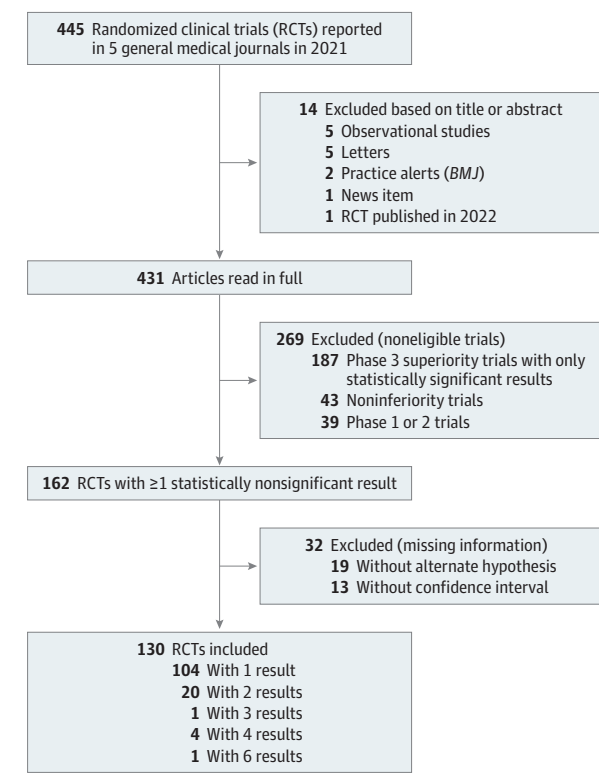 445 Randomized clinical trials (RCTs) reported
in 5 general medical journals in 2021
14 Excluded based on title or abstract
5 Observational studies
5 Letters
2 Practice alerts (BMJ)
1 News item
1 RCT published in 2022
431 Articles read in full
269 Excluded (noneligible trials)
187 Phase 3 superiority trials with only
statistically significant results
43 Noninferiority trials
39 Phase 1 or 2 trials
162 RCTs with ≥1 statistically nonsignificant result
32 Excluded (missing information)
19 Without alternate hypothesis
13 Without confidence interval
130 RCTs included
104 With 1 result
20 With 2 results
1 With 3 results
4 With 4 results
1 With 6 results